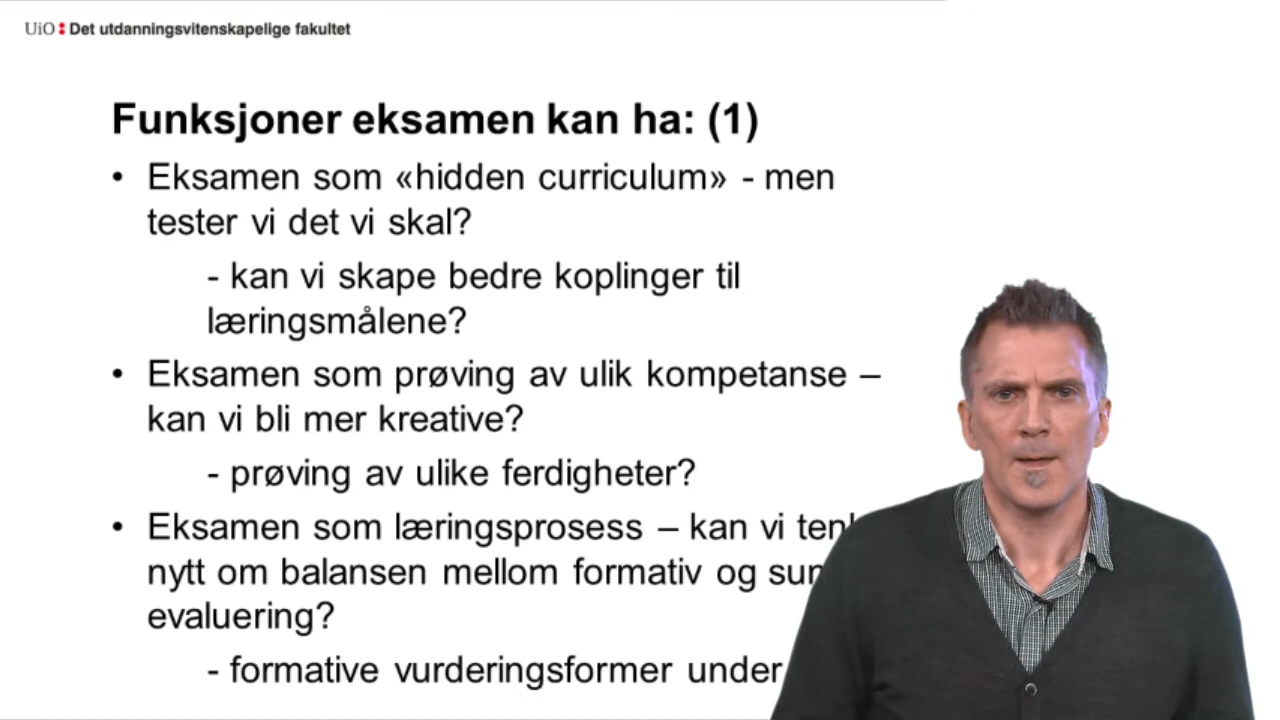 UiO Det utdanningsvitenskapelige fakultet
Funksjoner eksamen kan ha: (1)
• Eksamen som «hidden curriculum» - men
tester vi det vi skal?
- kan vi skape bedre koplinger til
læringsmålene?
• Eksamen som prøving av ulik kompetanse –
kan vi bli mer kreative?
- prøving av ulike ferdigheter?
• Eksamen som læringsprosess – kan vi
nytt om balansen mellom formativ og
evaluering?
- formative vurderingsformer under